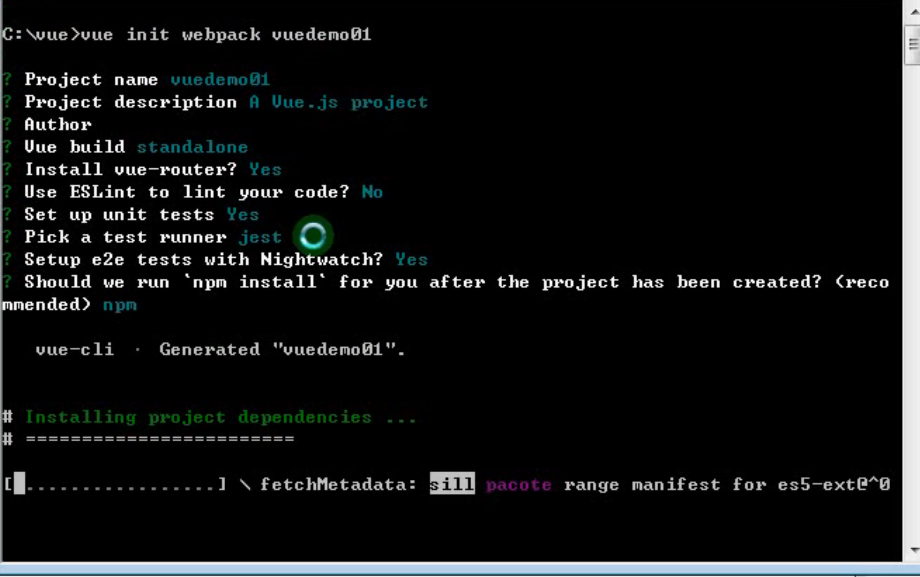 C:\vue>vue init webpack vuedemo01
? Project name vuedemo01
? Project description A Vue.js project
? Author
? Vue build standalone
? Install vue-router? Yes
? Use ESLint to lint your code? No
? Set up unit tests Yes
? Pick a test runner jest
? Setup e2e tests with Nightwatch? Yes
? Should we run `npm install` for you after the project has been created? (reco
mmended) npm
vue-cli · Generated "vuedemo01".
# Installing project dependencies ...
# ========================
[ .................] \ fetchMetadata: sill pacote range manifest for es5-ext@^0